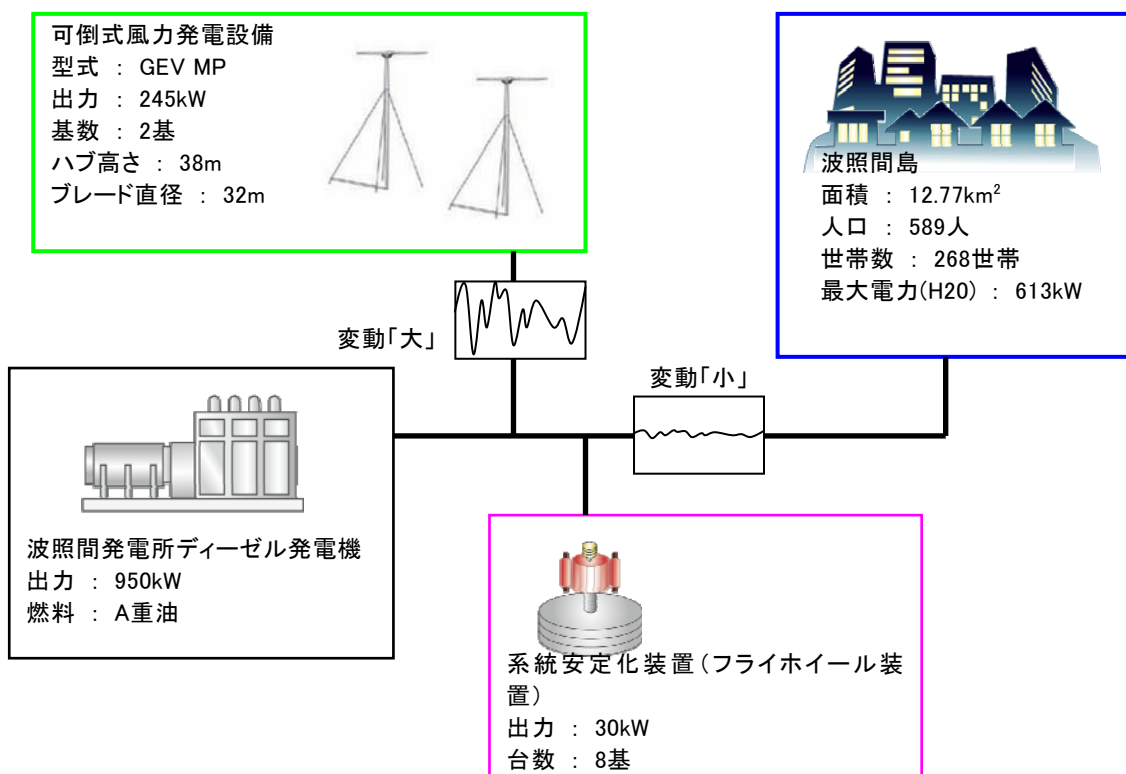 可倒式風力発電設備
型式 : GEV MP
出力 : 245kW
基数 : 2基
ハブ高さ : 38m
ブレード直径 : 32m
波照間島
面積 : 12.77km²
人口 : 589人
世帯数 : 268世帯
最大電力(H20) : 613kW
変動「大」
変動「小」
波照間発電所ディーゼル発電機
出力 : 950kW
燃料 : A重油
系統安定化装置(フライホイール装
置)
出力 : 30kW
台数 : 8基